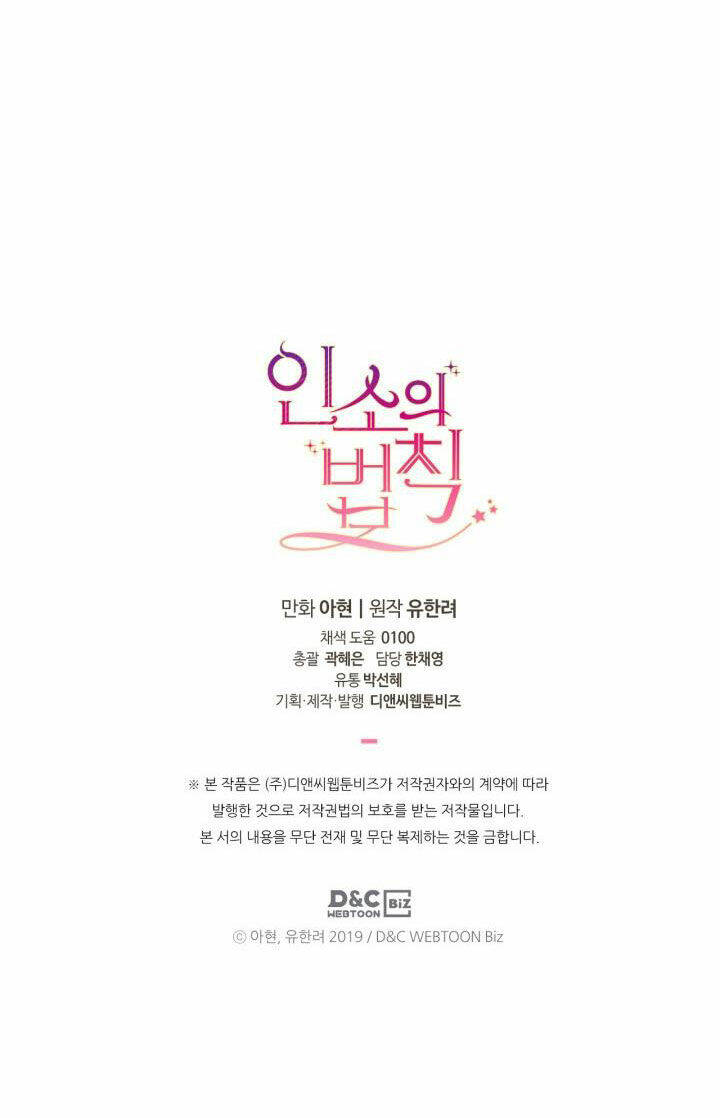 인소의
법칙
만화 아현 | 원작 유한려
채색 도움 0100
총괄 곽혜은 담당 한채영
유통 박선혜
기획·제작·발행 디앤씨웹툰비즈
※ 본 작품은 (주)디앤씨웹툰비즈가 저작권자와의 계약에 따라
발행한 것으로 저작권법의 보호를 받는 저작물입니다.
본 서의 내용을 무단 전재 및 무단 복제하는 것을 금합니다.
D&C
WEBTOON BiZ
ⓒ 아현, 유한려 2019 / D&C WEBTOON Biz